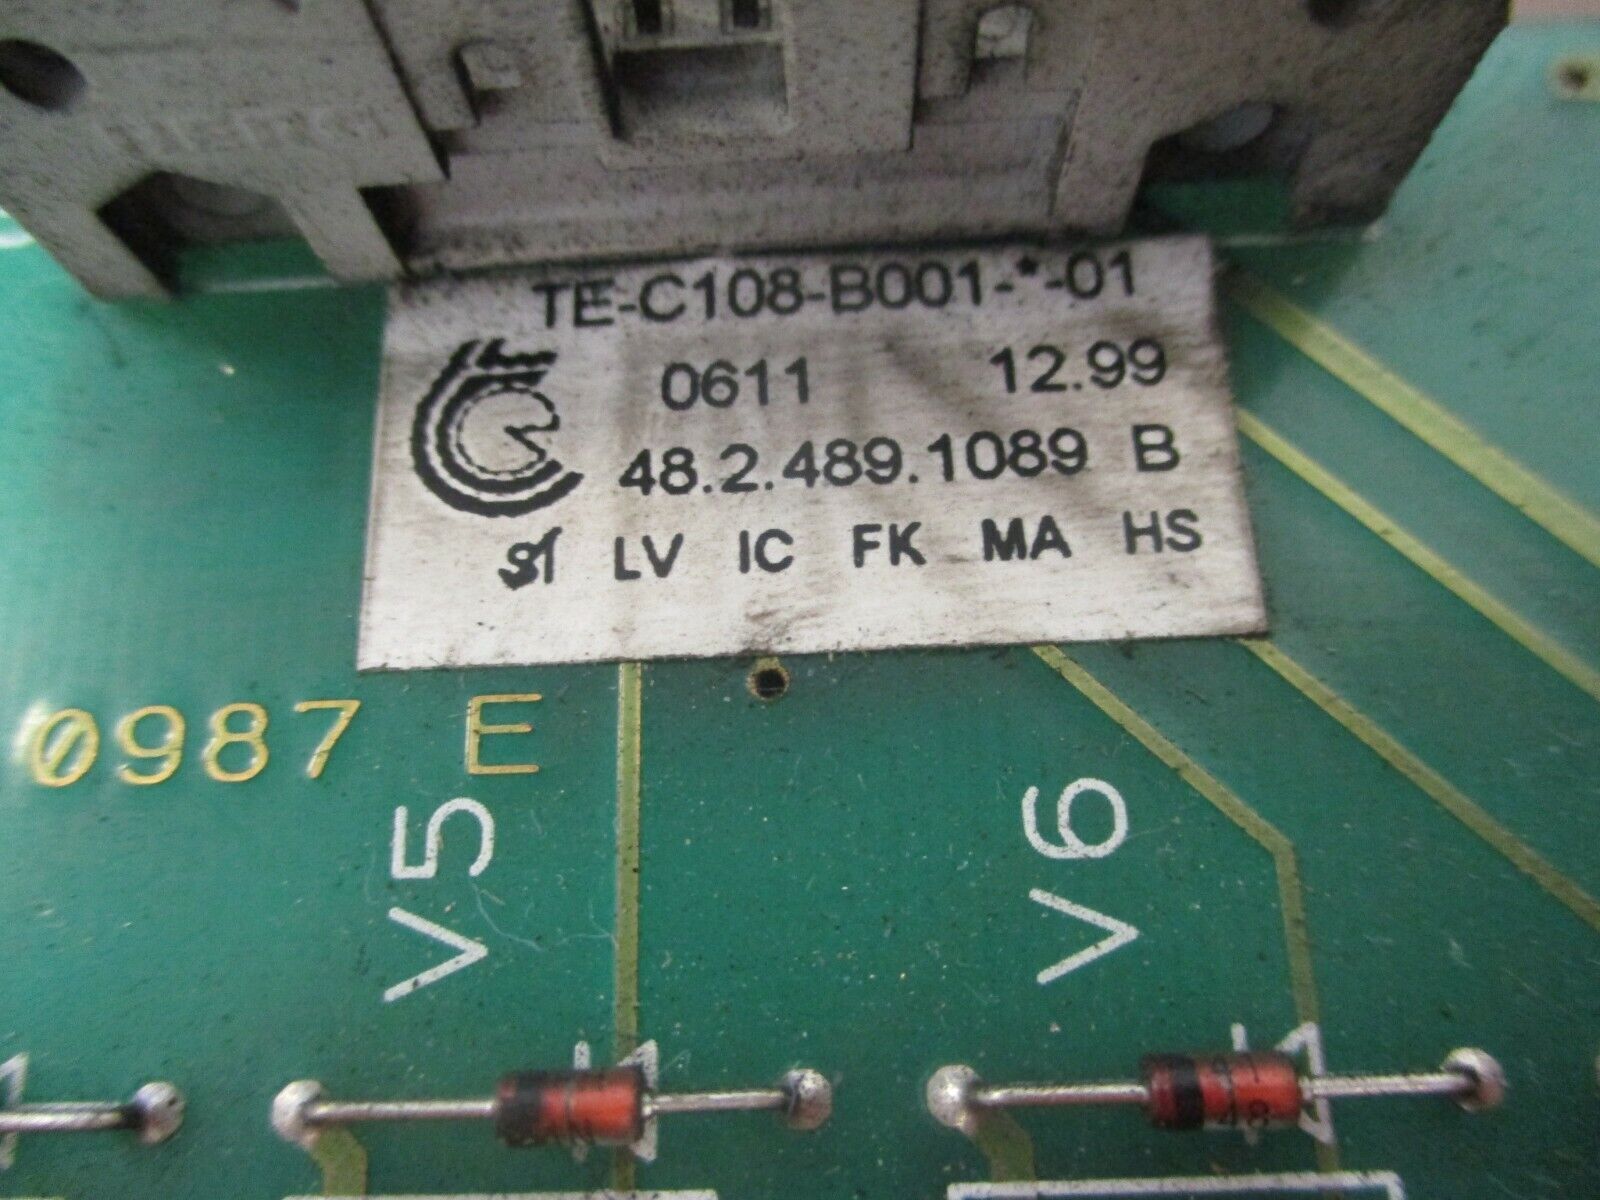 TE-C108-B001-*-01
0611 12.99
48.2.489.1089 B
ST LV IC FK MA HS
0987 E
V5
V6